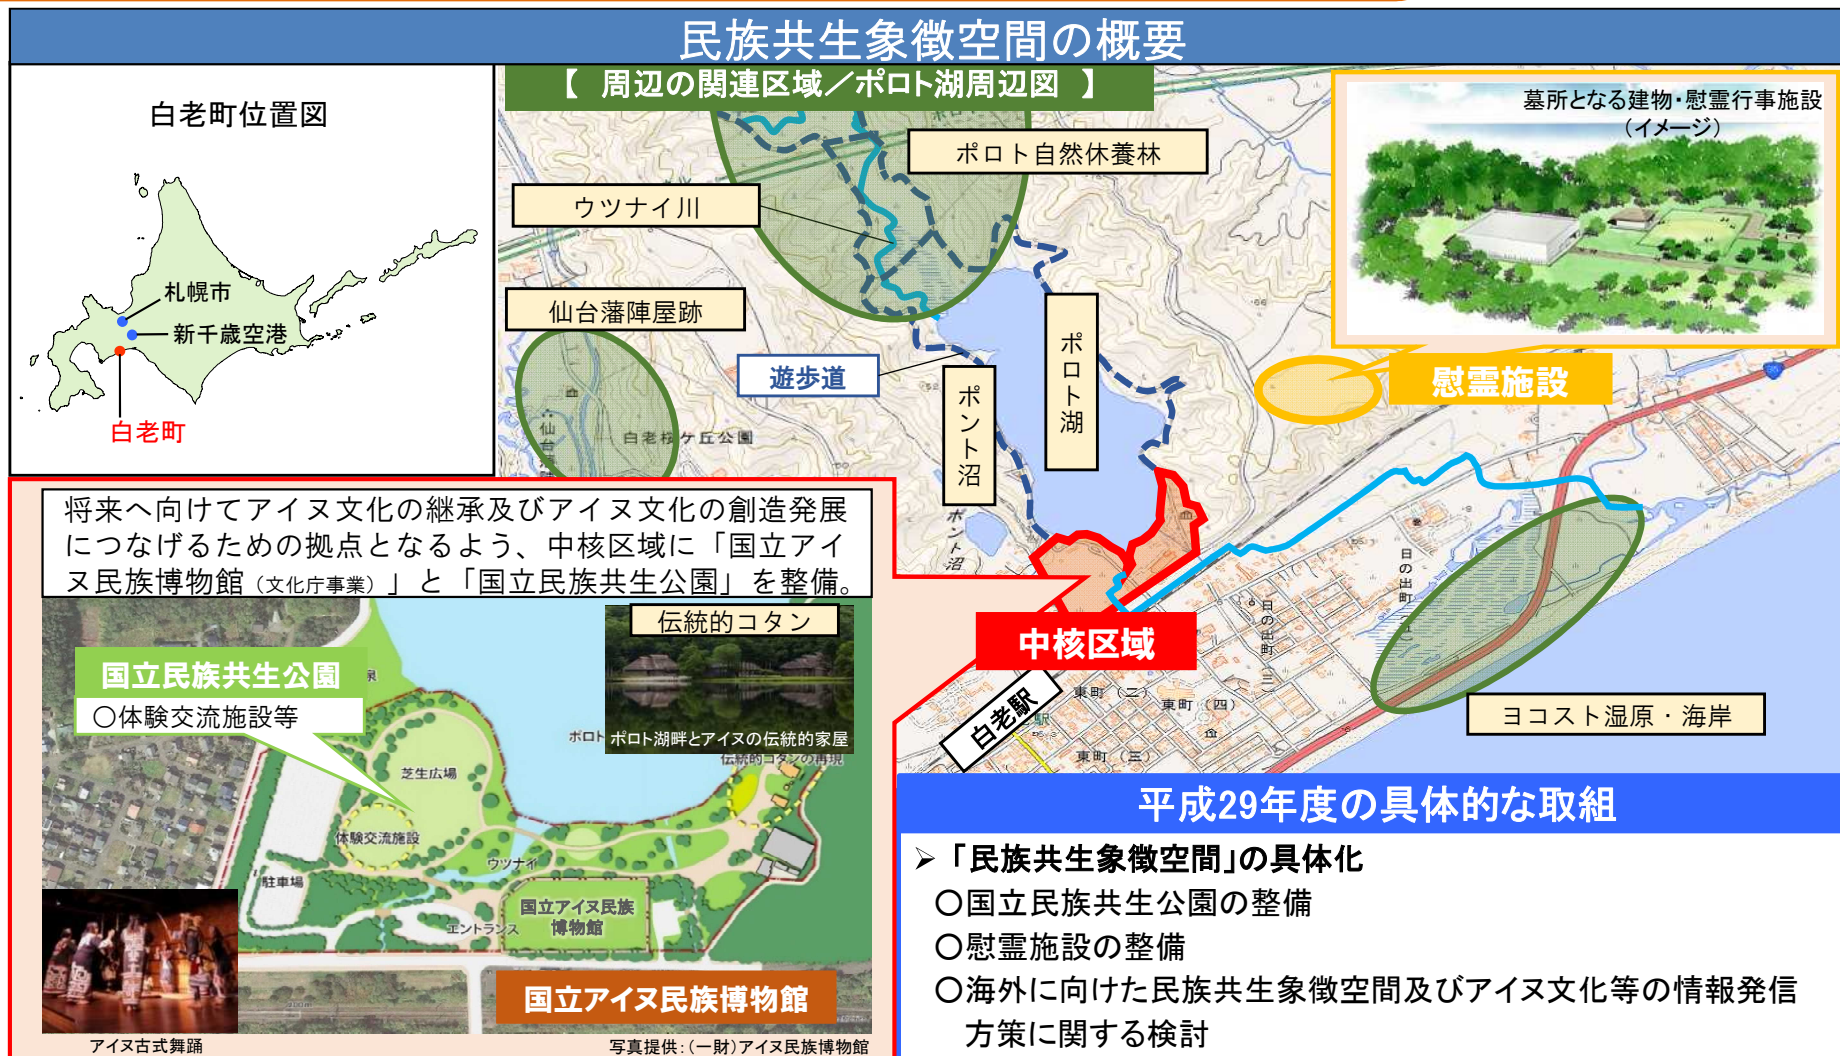 民族共生象徴空間の概要
白老町位置図
札幌市
新千歳空港
白老町
【 周辺の関連区域／ポロト湖周辺図 】
ポロト自然休養林
ウツナイ川
仙台藩陣屋跡
遊歩道
ポロト湖
ポント沼
白老桜ケ丘公園
ポント沼
墓所となる建物・慰霊行事施設
（イメージ）
慰霊施設
中核区域
白老駅
日の出町
日の出町（三）
東町（二）
東町（四）
東町（三）
ヨコスト湿原・海岸
将来へ向けてアイヌ文化の継承及びアイヌ文化の創造発展
につなげるための拠点となるよう、中核区域に「国立アイ
ヌ民族博物館（文化庁事業）」と「国立民族共生公園」を整備。
伝統的コタン
ポロト湖畔とアイヌの伝統的家屋
国立民族共生公園
〇体験交流施設等
ポロト
伝統的コタンの再現
芝生広場
体験交流施設
ウツナイ
駐車場
エントランス
国立アイヌ民族
博物館
国立アイヌ民族博物館
アイヌ古式舞踊
写真提供：（一財）アイヌ民族博物館
平成29年度の具体的な取組
➢「民族共生象徴空間」の具体化
〇国立民族共生公園の整備
〇慰霊施設の整備
〇海外に向けた民族共生象徴空間及びアイヌ文化等の情報発信
方策に関する検討